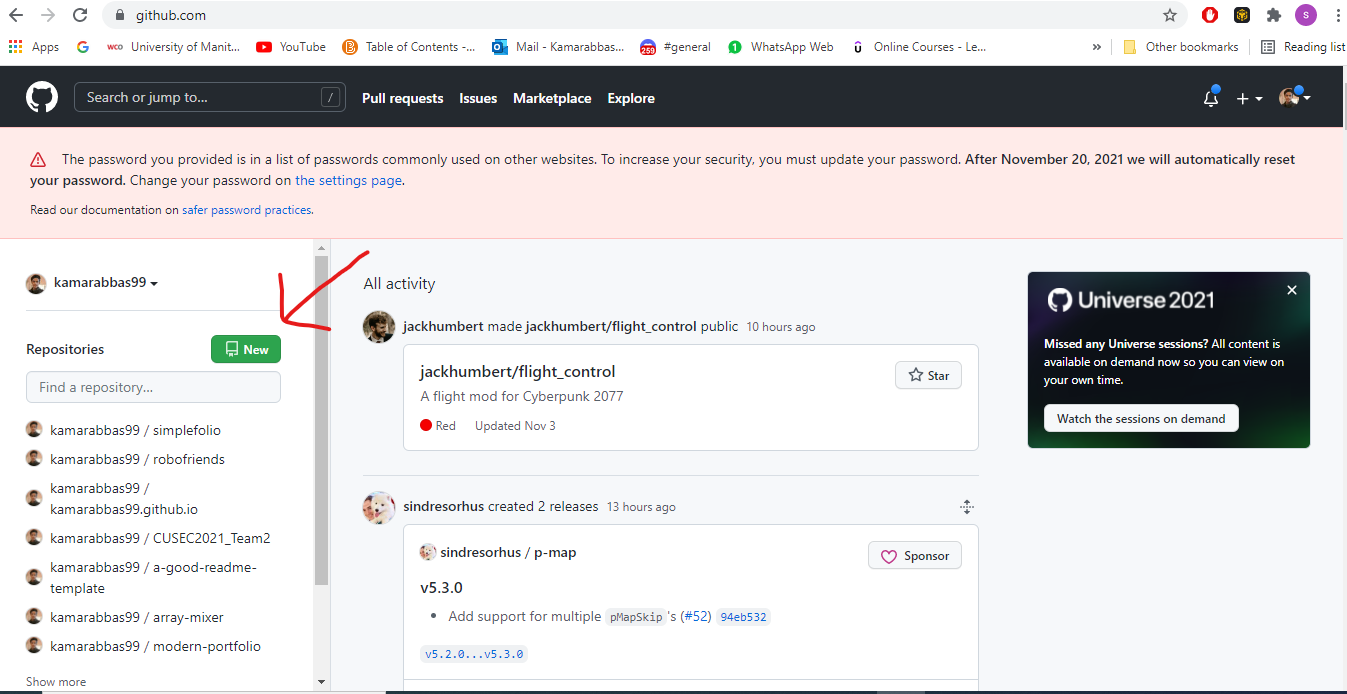 github.com
Apps
University of Manit...
YouTube
Table of Contents -...
Mail - Kamarabbas...
259
#general
1
WhatsApp Web
Online Courses - Le...
»
Other bookmarks
Reading list
S
Search or jump to...
/
Pull requests
Issues
Marketplace
Explore
The password you provided is in a list of passwords commonly used on other websites. To increase your security, you must update your password. After November 20, 2021 we will automatically reset
your password. Change your password on the settings page.
Read our documentation on safer password practices.
kamarabbas99
Repositories
New
Find a repository...
kamarabbas99 / simplefolio
kamarabbas99 / robofriends
kamarabbas99 /
kamarabbas99.github.io
kamarabbas99 / CUSEC2021_Team2
kamarabbas99 / a-good-readme-
template
kamarabbas99 / array-mixer
kamarabbas99 / modern-portfolio
Show more
All activity
jackhumbert made jackhumbert/flight_control public 10 hours ago
jackhumbert/flight_control
Star
A flight mod for Cyberpunk 2077
Red Updated Nov 3
sindresorhus created 2 releases 13 hours ago
sindresorhus / p-map
Sponsor
v5.3.0
• Add support for multiple pMapSkip 's (#52) 94eb532
v5.2.0...v5.3.0
Universe 2021
Missed any Universe sessions? All content is
available on demand now so you can view on
your own time.
Watch the sessions on demand